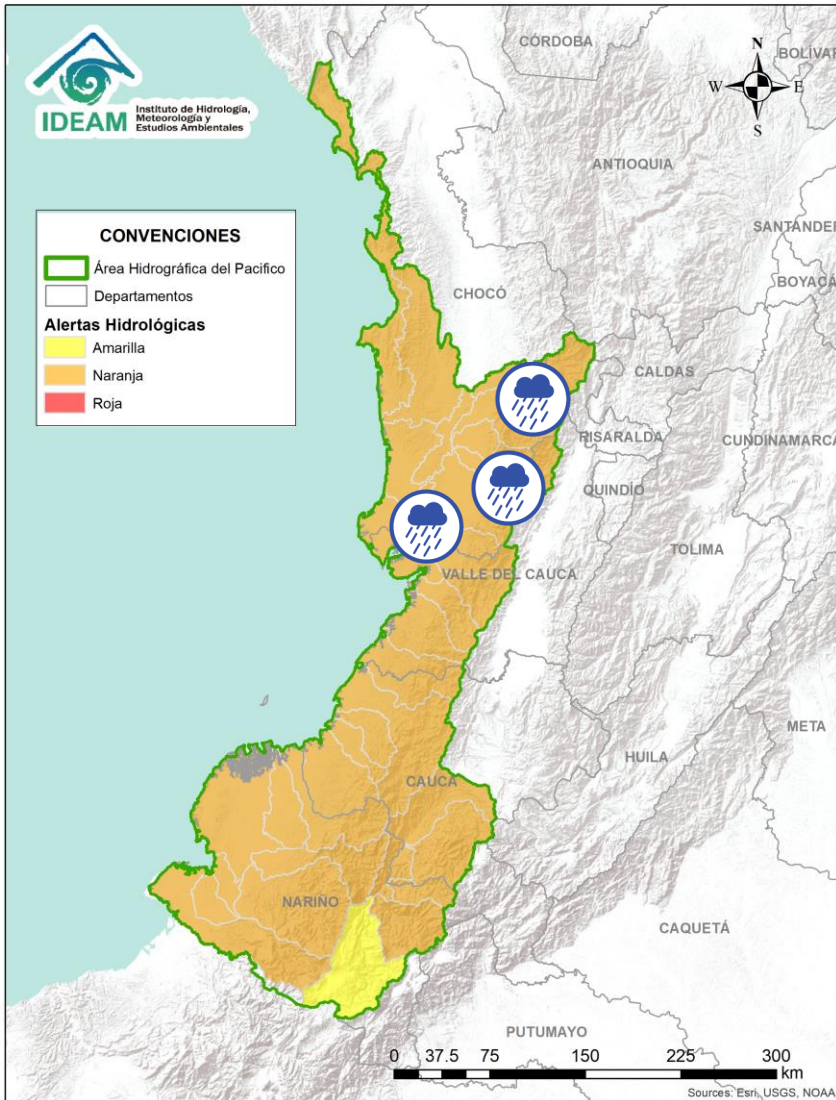 CÓRDOBA
BOLÍVAR
N
W E
S
IDEAM
Instituto de Hidrología,
Meteorología y
Estudios Ambientales
ANTIOQUIA
SANTANDER
CONVENCIONES
Área Hidrográfica del Pacifico
Departamentos
Alertas Hidrológicas
Amarilla
Naranja
Roja
BOYACÁ
CHOCÓ
CALDAS
RISARALDA
CUNDINAMARCA
QUINDÍO
TOLIMA
VALLE DEL CAUCA
META
HUILA
CAUCA
NARIÑO
CAQUETÁ
PUTUMAYO
0 37.5 75 150 225 300
km
Sources: Esri, USGS, NOAA